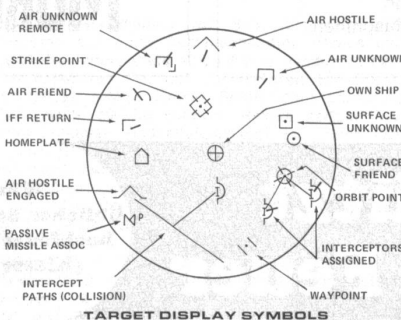 AIR UNKNOWN
REMOTE
AIR HOSTILE
STRIKE POINT
AIR UNKNOWN
AIR FRIEND
OWN SHIP
IFF RETURN
SURFACE
UNKNOWN
HOMEPLATE
SURFACE
FRIEND
AIR HOSTILE
ENGAGED
ORBIT POINT
PASSIVE
MISSILE ASSOC
P
INTERCEPTORS
ASSIGNED
INTERCEPT
PATHS (COLLISION)
WAYPOINT
TARGET DISPLAY SYMBOLS